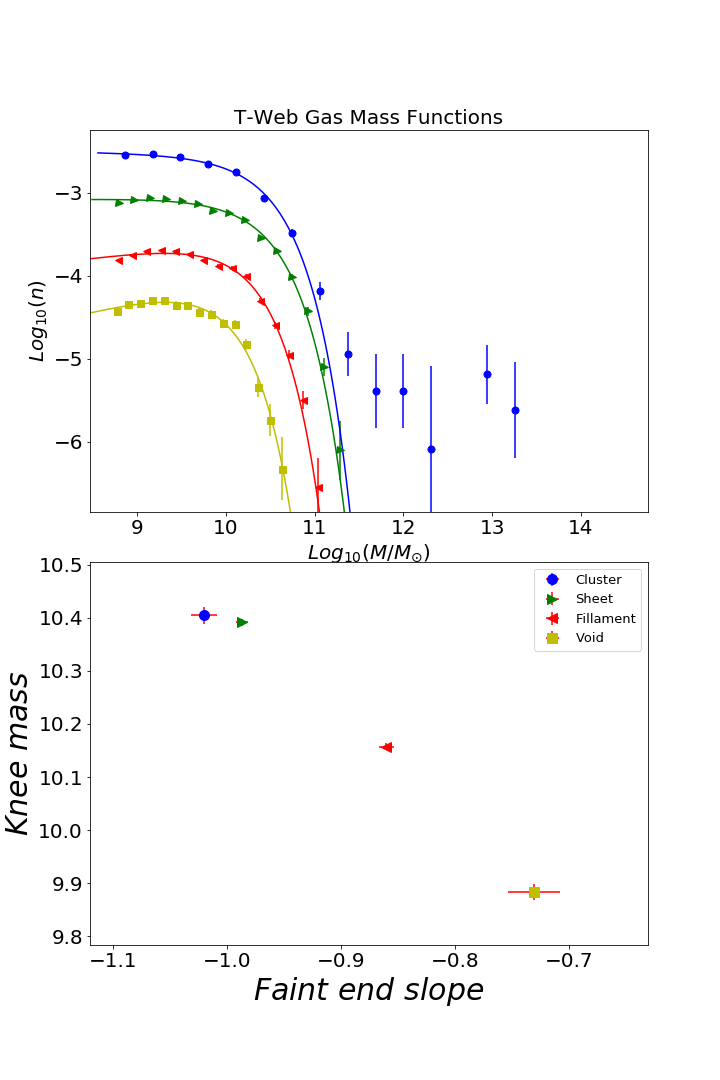 T-Web Gas Mass Functions
Log10(n)
−3
−4
−5
−6
9 10 11 12 13 14
Log10(M/M⊙)
Knee mass
10.5
10.4
10.3
10.2
10.1
10.0
9.9
9.8
Cluster
Sheet
Fillament
Void
−1.1 −1.0 −0.9 −0.8 −0.7
Faint end slope